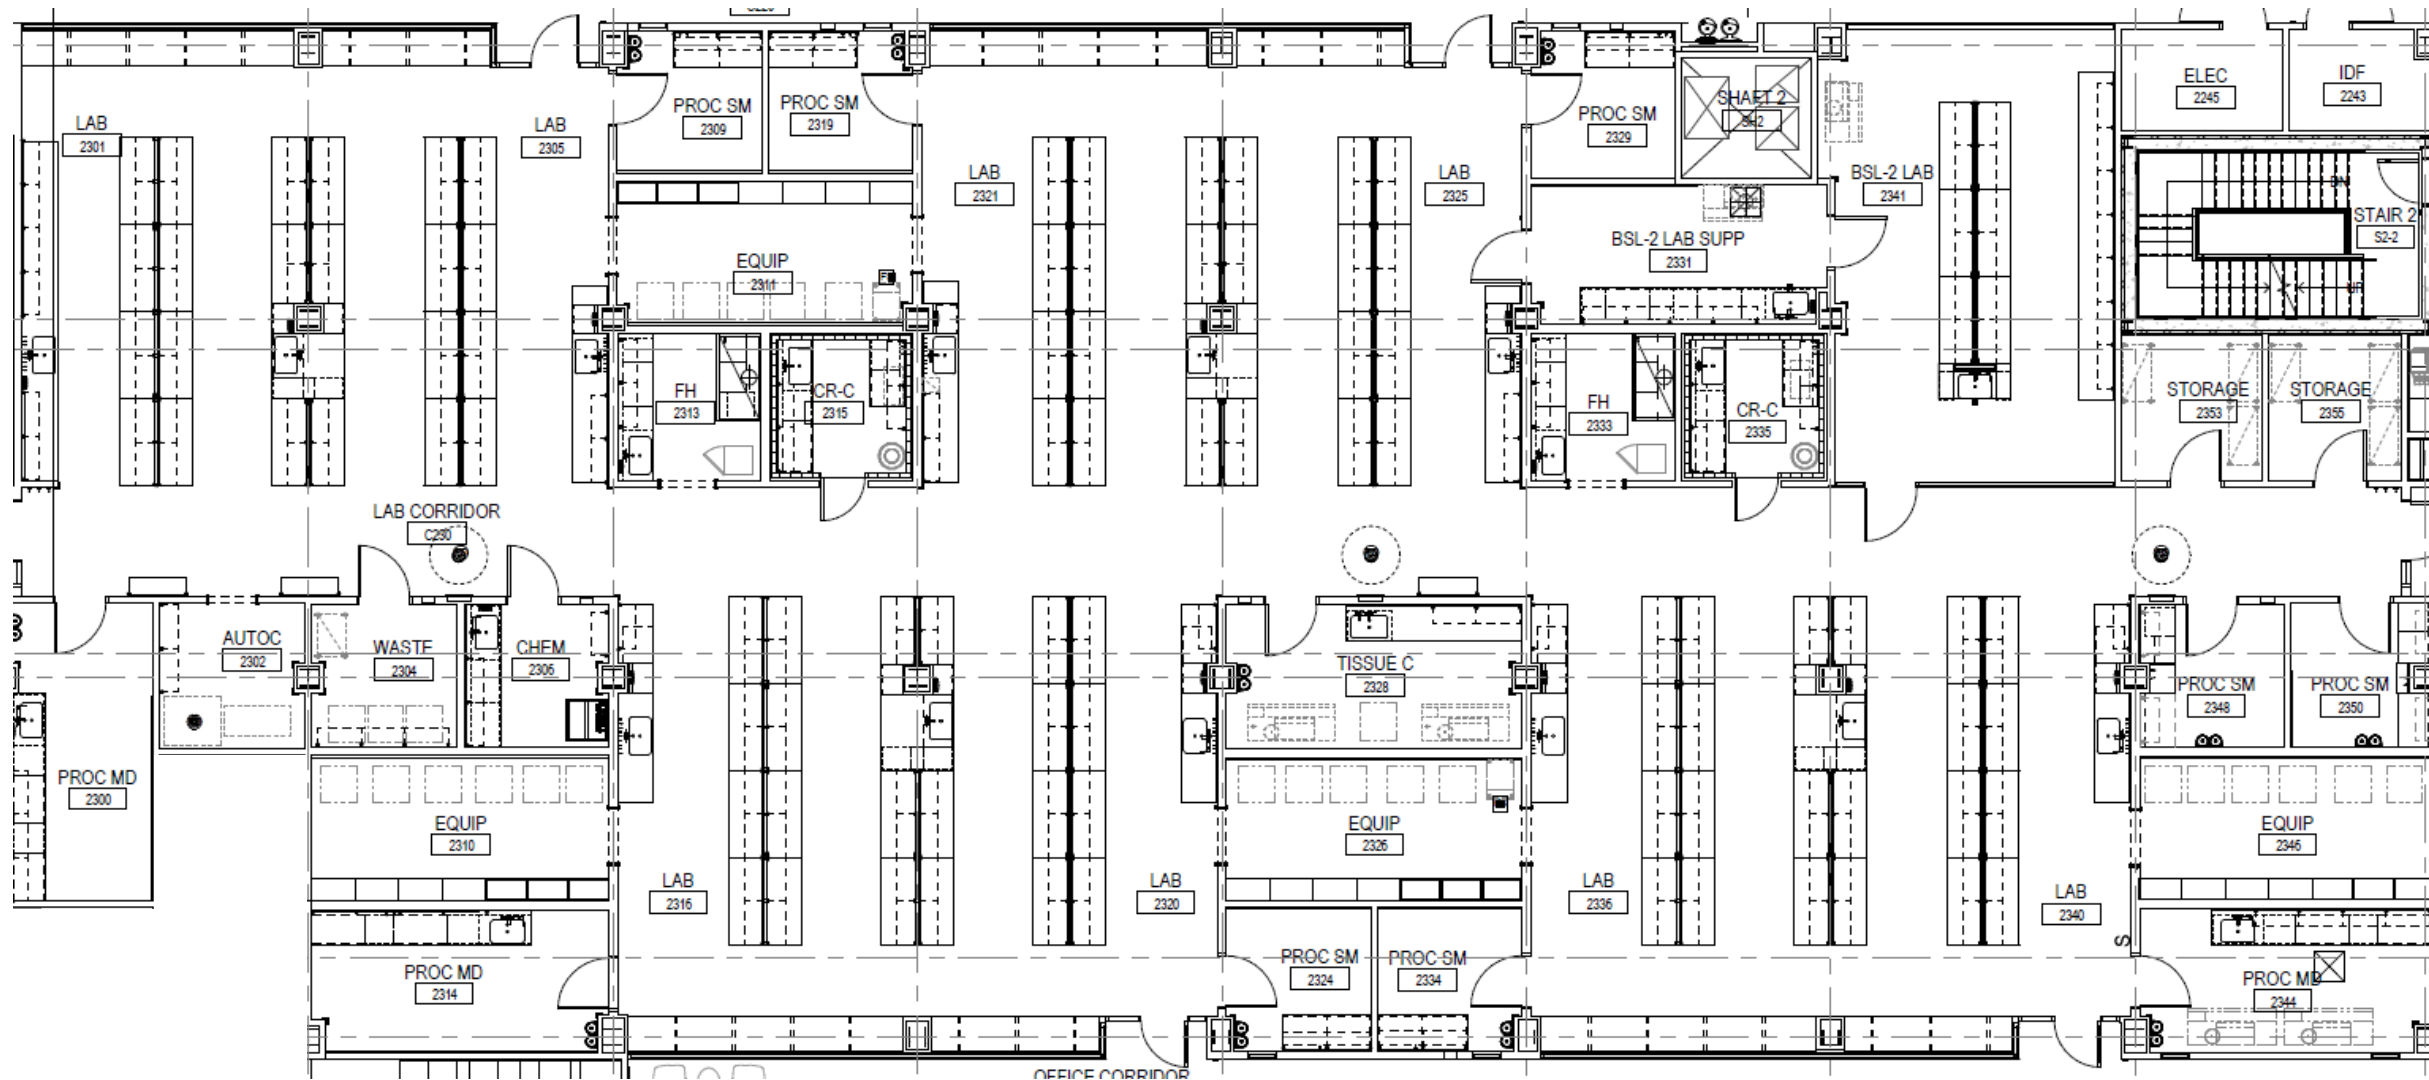 ELEC
2245
IDF
2243
LAB
2301
LAB
2305
PROC SM
2309
PROC SM
2319
LAB
2321
LAB
2325
PROC SM
2329
SHAFT 2
SH2
BSL-2 LAB
2341
DN
STAIR 2
S2-2
UP
EQUIP
2311
BSL-2 LAB SUPP
2331
FH
2313
CR-C
2315
FH
2333
CR-C
2335
STORAGE
2353
STORAGE
2355
LAB CORRIDOR
C290
AUTOC
2302
WASTE
2304
CHEM
2306
TISSUE C
2328
PROC SM
2348
PROC SM
2350
PROC MD
2300
EQUIP
2310
EQUIP
2326
EQUIP
2346
LAB
2316
LAB
2320
LAB
2336
LAB
2340
S
PROC MD
2314
PROC SM
2324
PROC SM
2334
PROC MD
2344
OFFICE CORRIDOR